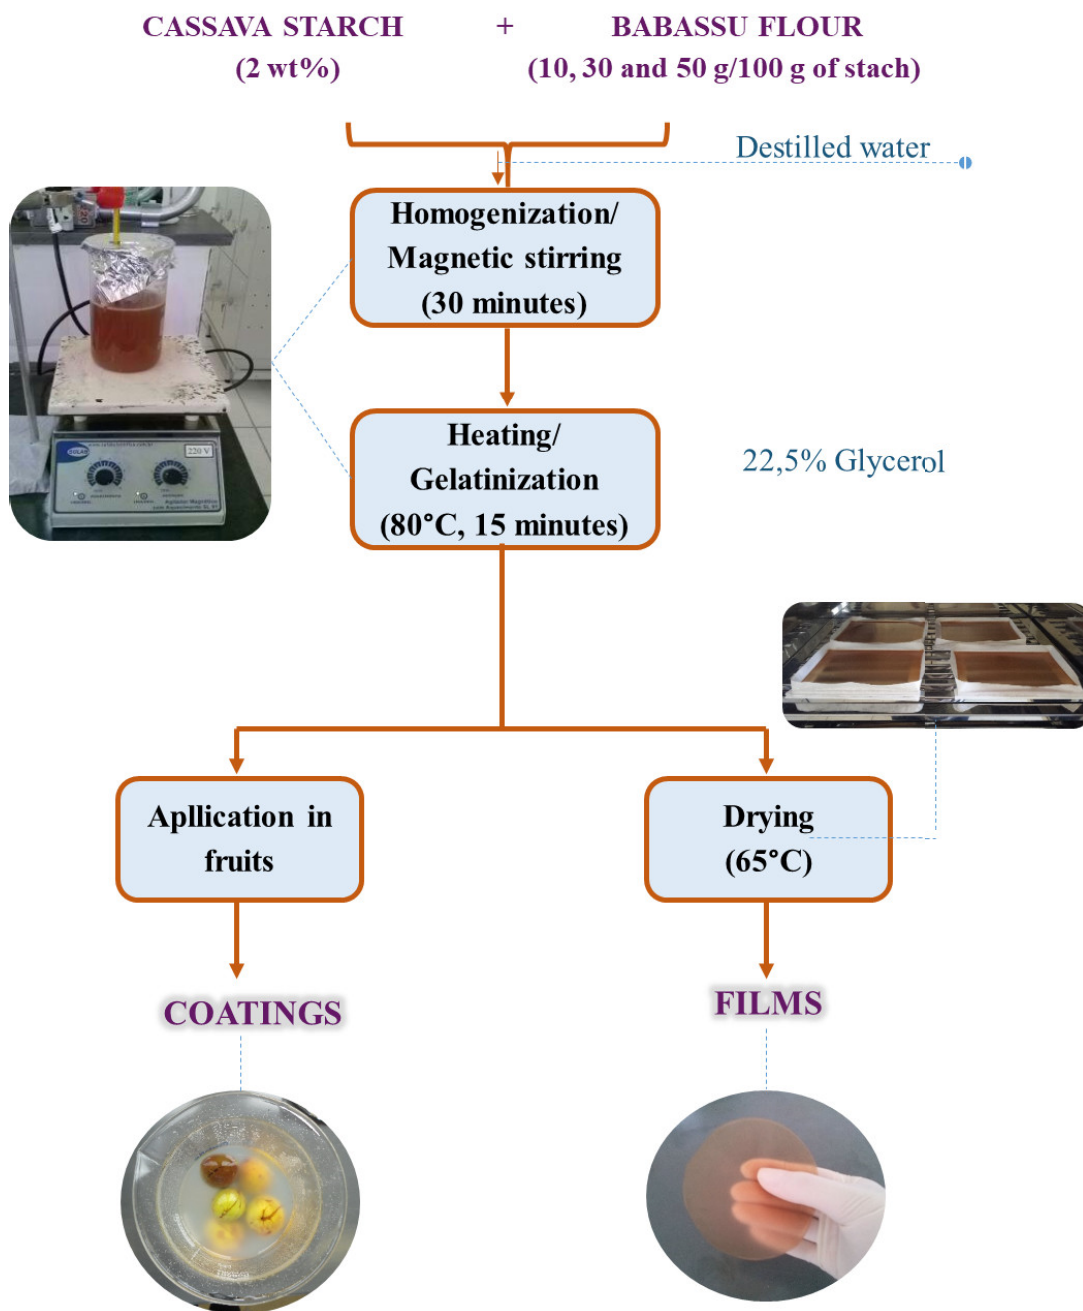 CASSAVA STARCH + BABASSU FLOUR
(2 wt%) (10, 30 and 50 g/100 g of stach)
Destilled water
Homogenization/
Magnetic stirring
(30 minutes)
Heating/
Gelatinization
(80°C, 15 minutes)
22,5% Glycerol
220 V
Apllication in
fruits
Drying
(65°C)
COATINGS
FILMS